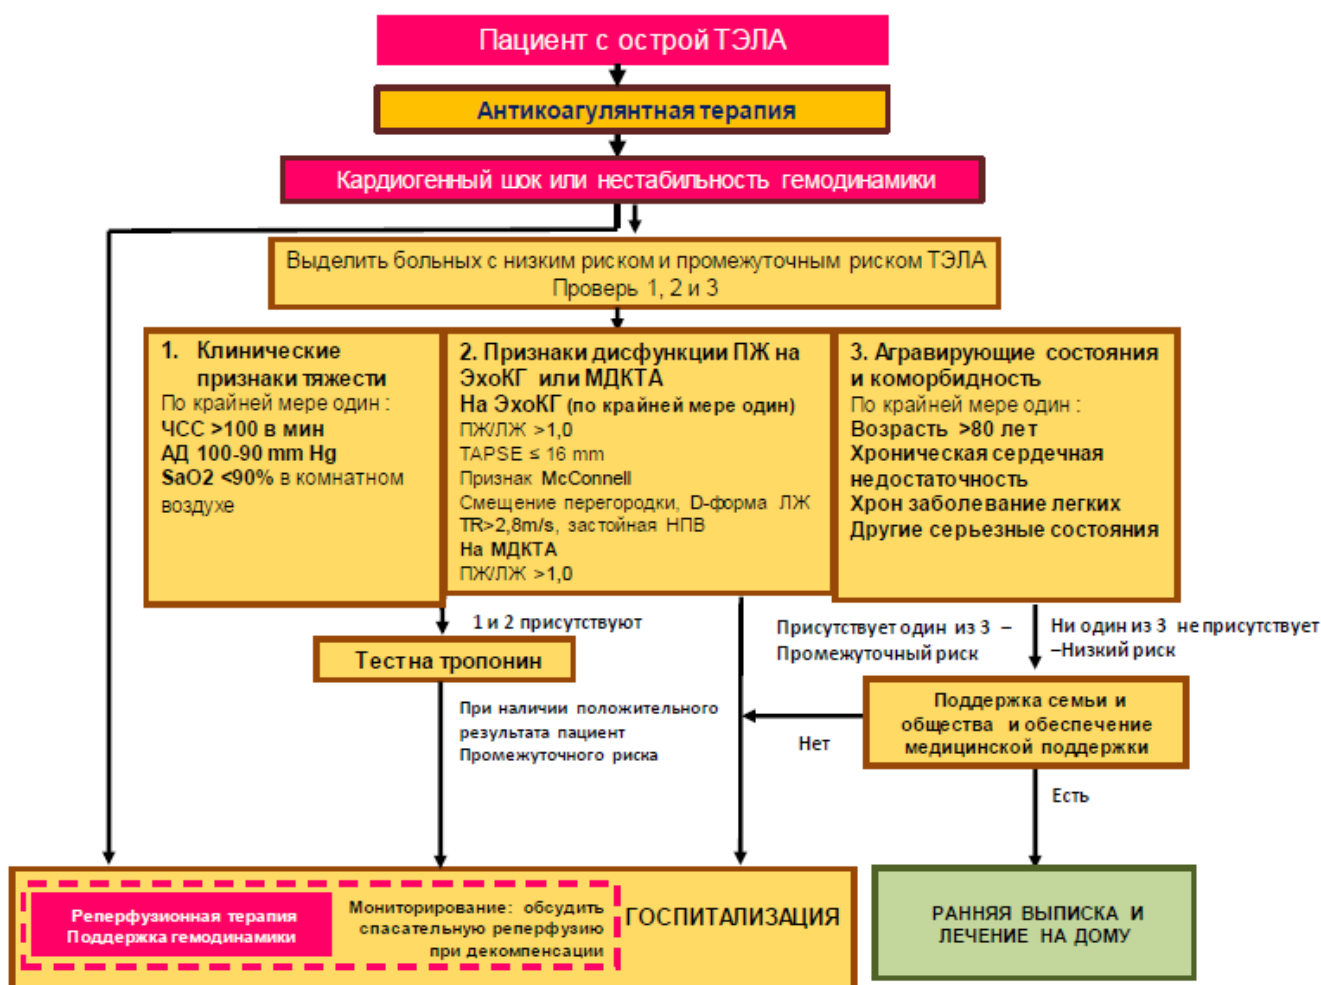 Пациент с острой ТЭЛА
Антикоагулянтная терапия
Кардиогенный шок или нестабильность гемодинамики
Выделить больных с низким риском и промежуточным риском ТЭЛА
Проверь 1, 2 и 3
1. Клинические
признаки тяжести
По крайней мере один :
ЧСС >100 в мин
АД 100-90 mm Hg
SaO2 <90% в комнатном
воздухе
2. Признаки дисфункции ПЖ на
ЭхоКГ или МДКТА
На ЭхоКГ (по крайней мере один)
ПЖ/ЛЖ >1,0
TAPSE ≤ 16 mm
Признак McConnell
Смещение перегородки, D-форма ЛЖ
TR>2,8m/s, застойная НПВ
На МДКТА
ПЖ/ЛЖ >1,0
3. Агравирующие состояния
и коморбидность
По крайней мере один :
Возрасть >80 лет
Хроническая сердечная
недостаточность
Хрон заболевание легких
Другие серьезные состояния
1 и 2 присутствуют
Присутствует один из 3 –
Промежуточный риск
Ни один из 3 не присутствует
–Низкий риск
Тест на тропонин
При наличии положительного
результата пациент
Промежуточного риска
Поддержка семьи и
общества и обеспечение
медицинской поддержки
Нет
Есть
Реперфузионная терапия
Поддержка гемодинамики
Мониторирование: обсудить
спасательную реперфузию
при декомпенсации
ГОСПИТАЛИЗАЦИЯ
РАННЯЯ ВЫПИСКА И
ЛЕЧЕНИЕ НА ДОМУ